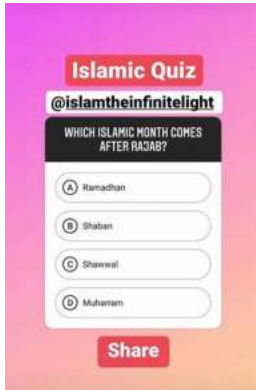 Islamic Quiz
@islamtheinfinitelight
WHICH ISLAMIC MONTH COMES
AFTER RAJAB?
A Ramadhan
B Shaban
C Shawwal
D Muharram
Share